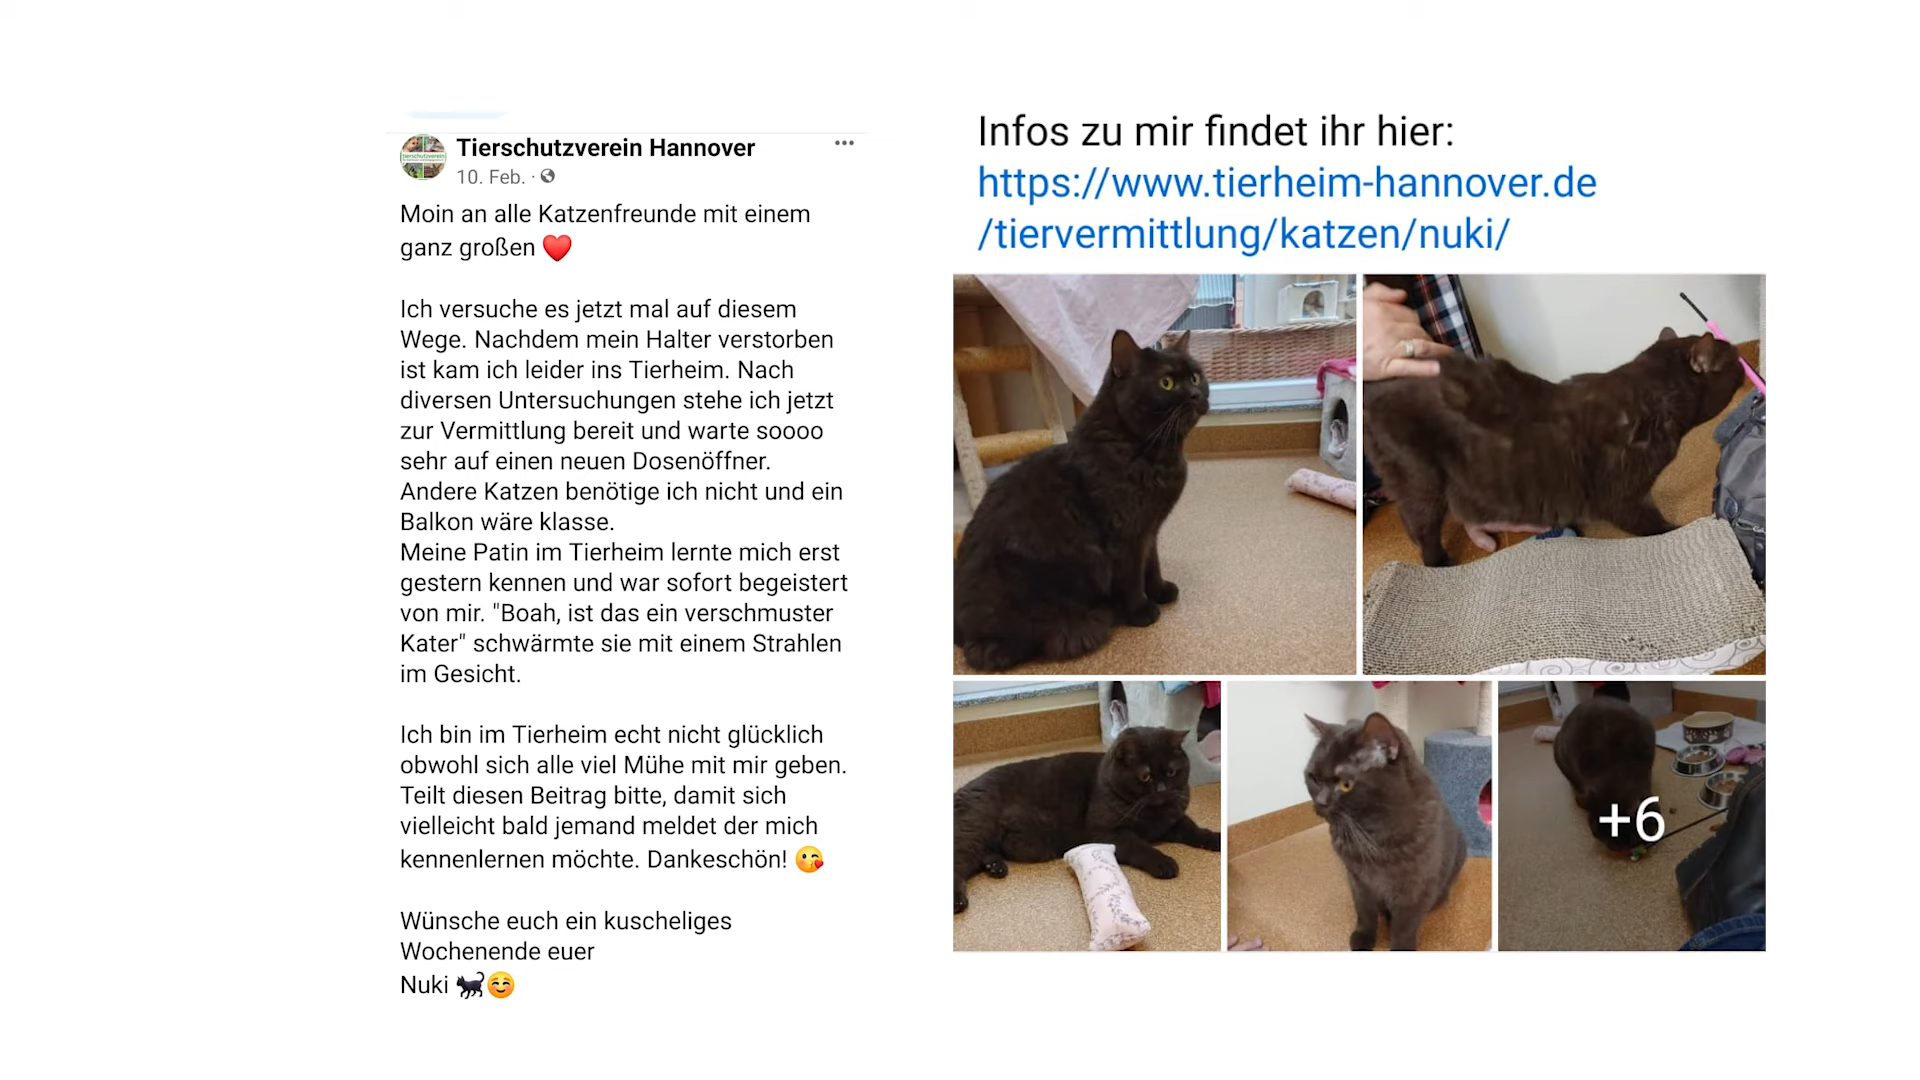 Tierschutzverein Hannover
10. Feb. ·
Moin an alle Katzenfreunde mit einem
ganz großen ❤️
Ich versuche es jetzt mal auf diesem
Wege. Nachdem mein Halter verstorben
ist kam ich leider ins Tierheim. Nach
diversen Untersuchungen stehe ich jetzt
zur Vermittlung bereit und warte soooo
sehr auf einen neuen Dosenöffner.
Andere Katzen benötige ich nicht und ein
Balkon wäre klasse.
Meine Patin im Tierheim lernte mich erst
gestern kennen und war sofort begeistert
von mir. "Boah, ist das ein verschmuster
Kater" schwärmte sie mit einem Strahlen
im Gesicht.
Ich bin im Tierheim echt nicht glücklich
obwohl sich alle viel Mühe mit mir geben.
Teilt diesen Beitrag bitte, damit sich
vielleicht bald jemand meldet der mich
kennenlernen möchte. Dankeschön! 😘
Wünsche euch ein kuscheliges
Wochenende euer
Nuki 🐈‍⬛☺️
Infos zu mir findet ihr hier:
https://www.tierheim-hannover.de
/tiervermittlung/katzen/nuki/
+6